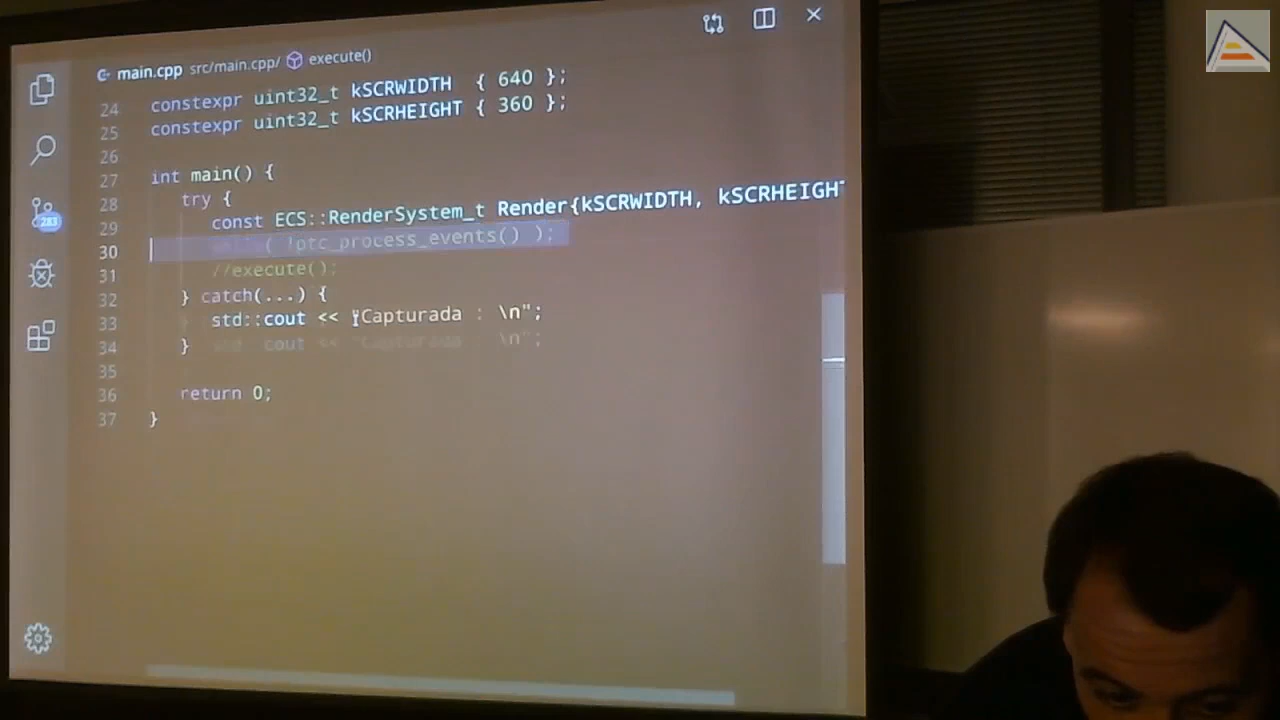 main.cpp src/main.cpp/ execute()
24 constexpr uint32_t kSCRWIDTH { 640 };
25 constexpr uint32_t kSCRHEIGHT { 360 };
26
27 int main() {
28 try {
29 const ECS::RenderSystem_t Render{kSCRWIDTH, kSCRHEIGHT
30 ( !ptc_process_events() );
31 //execute();
32 } catch(...) {
33 std::cout << "Capturada : \n";
34 }
35
36 return 0;
37 }
283